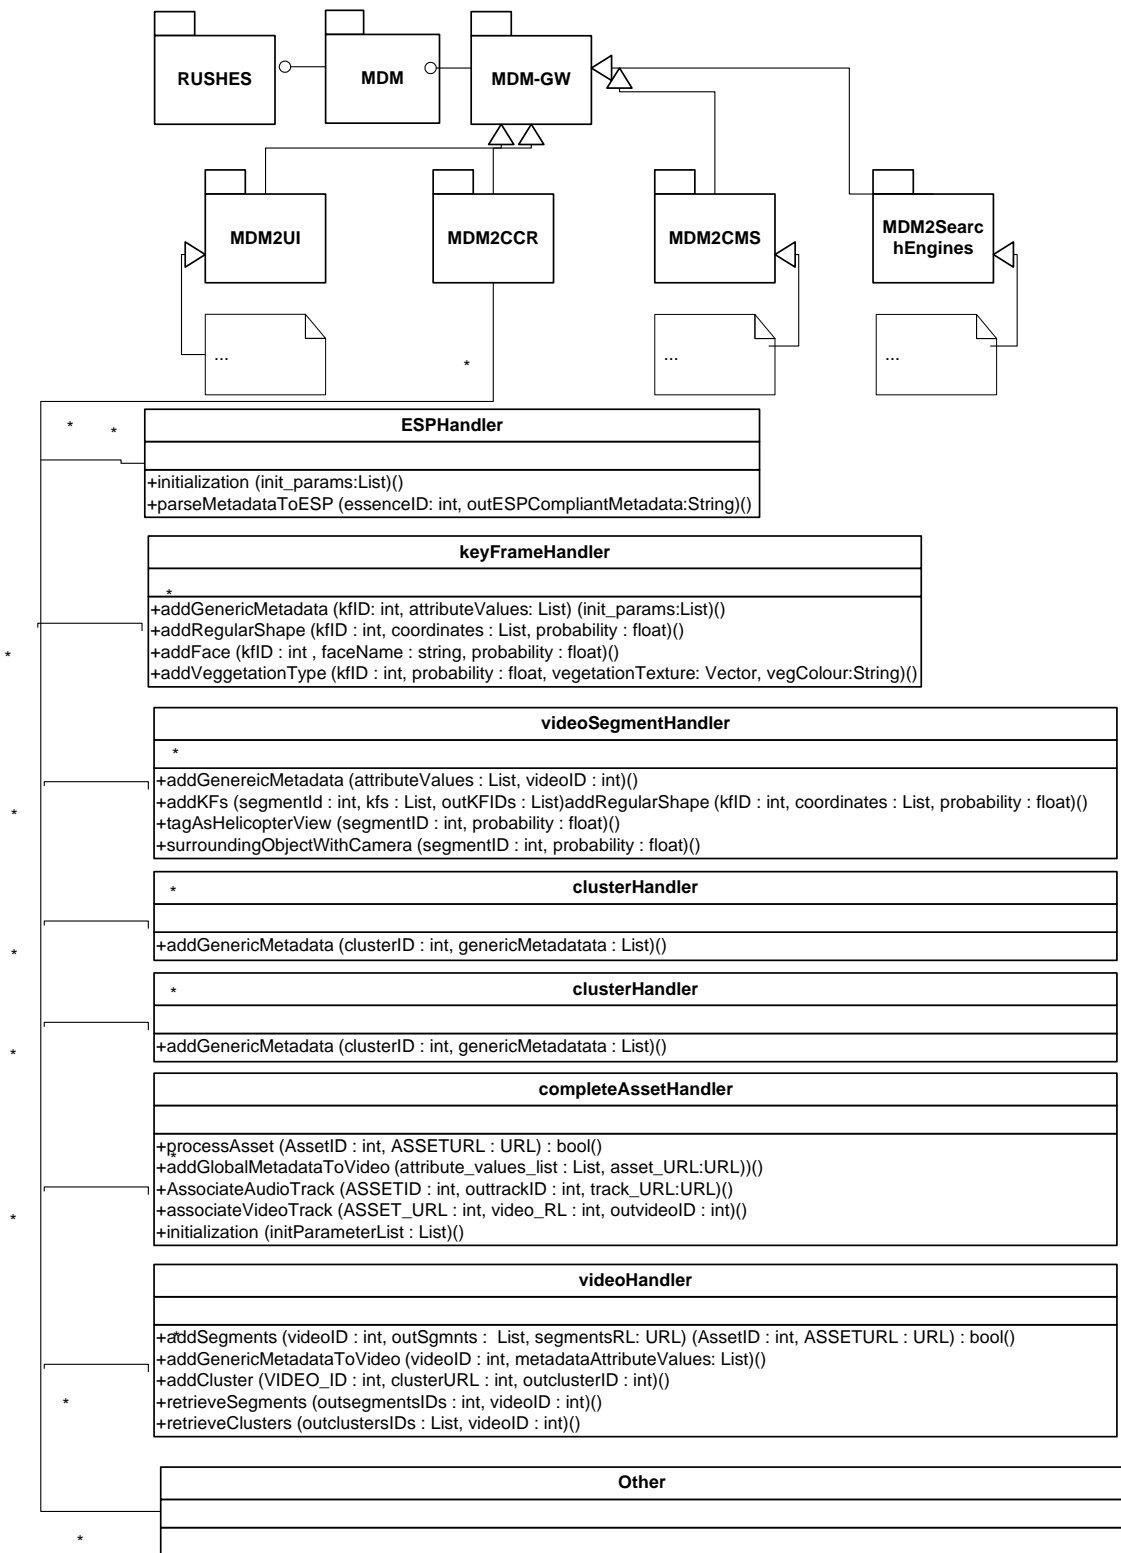 RUSHES
MDM
MDM-GW
MDM2UI
MDM2CCR
MDM2CMS
MDM2Searc
hEngines
...
...
...
*
*
*
ESPHandler
+initialization (init_params:List)()
+parseMetadataToESP (essenceID: int, outESPCompliantMetadata:String)()
keyFrameHandler
*
+addGenericMetadata (kfID: int, attributeValues: List) (init_params:List)()
+addRegularShape (kfID : int, coordinates : List, probability : float)()
+addFace (kfID : int , faceName : string, probability : float)()
*
+addVeggetationType (kfID : int, probability : float, vegetationTexture: Vector, vegColour:String)()
videoSegmentHandler
*
+addGenereicMetadata (attributeValues : List, videoID : int)()
+addKFs (segmentId : int, kfs : List, outKFIDs : List)addRegularShape (kfID : int, coordinates : List, probability : float)()
*
+tagAsHelicopterView (segmentID : int, probability : float)()
+surroundingObjectWithCamera (segmentID : int, probability : float)()
*
clusterHandler
+addGenericMetadata (clusterID : int, genericMetadatata : List)()
*
*
clusterHandler
+addGenericMetadata (clusterID : int, genericMetadatata : List)()
*
completeAssetHandler
+processAsset (AssetID : int, ASSETURL : URL) : bool()
*
+addGlobalMetadataToVideo (attribute_values_list : List, asset_URL:URL))()
+AssociateAudioTrack (ASSETID : int, outtrackID : int, track_URL:URL)()
+associateVideoTrack (ASSET_URL : int, video_RL : int, outvideoID : int)()
*
+initialization (initParameterList : List)()
videoHandler
*
+addSegments (videoID : int, outSgmnts :  List, segmentsRL: URL) (AssetID : int, ASSETURL : URL) : bool()
+addGenericMetadataToVideo (videoID : int, metadataAttributeValues: List)()
+addCluster (VIDEO_ID : int, clusterURL : int, outclusterID : int)()
*
+retrieveSegments (outsegmentsIDs : int, videoID : int)()
+retrieveClusters (outclustersIDs : List, videoID : int)()
Other
*